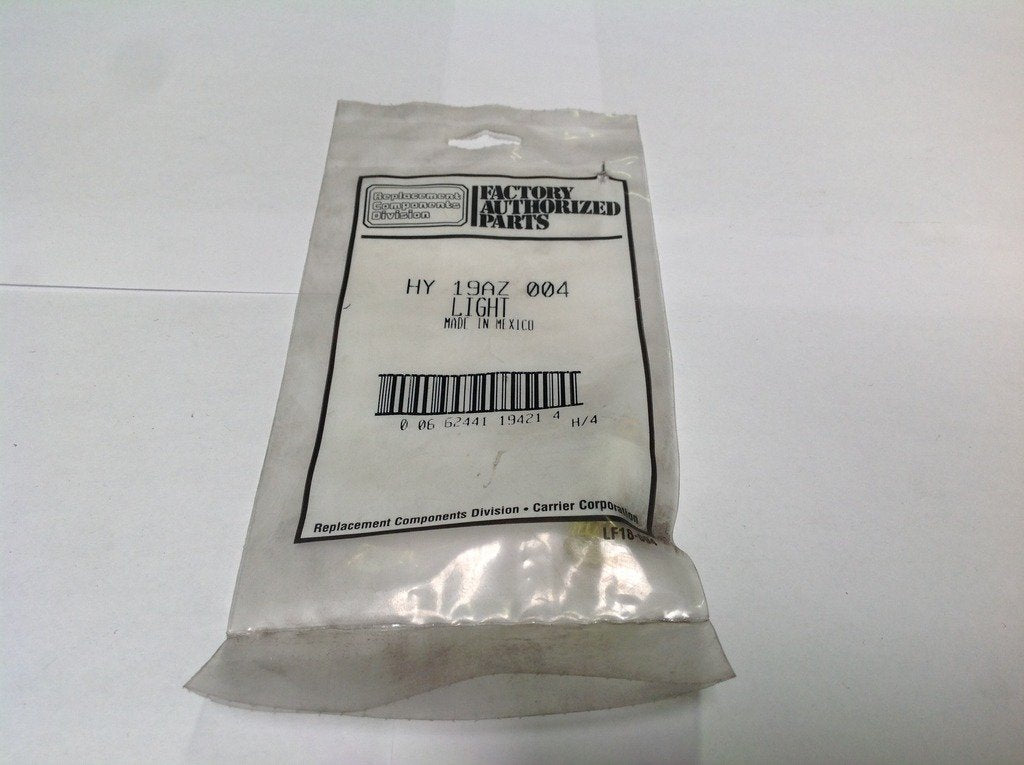 Replacement
Components
Division
FACTORY
AUTHORIZED
PARTS
HY 19AZ 004
LIGHT
MADE IN MEXICO
0 06 62441 19421 4 H/4
Replacement Components Division • Carrier Corporation